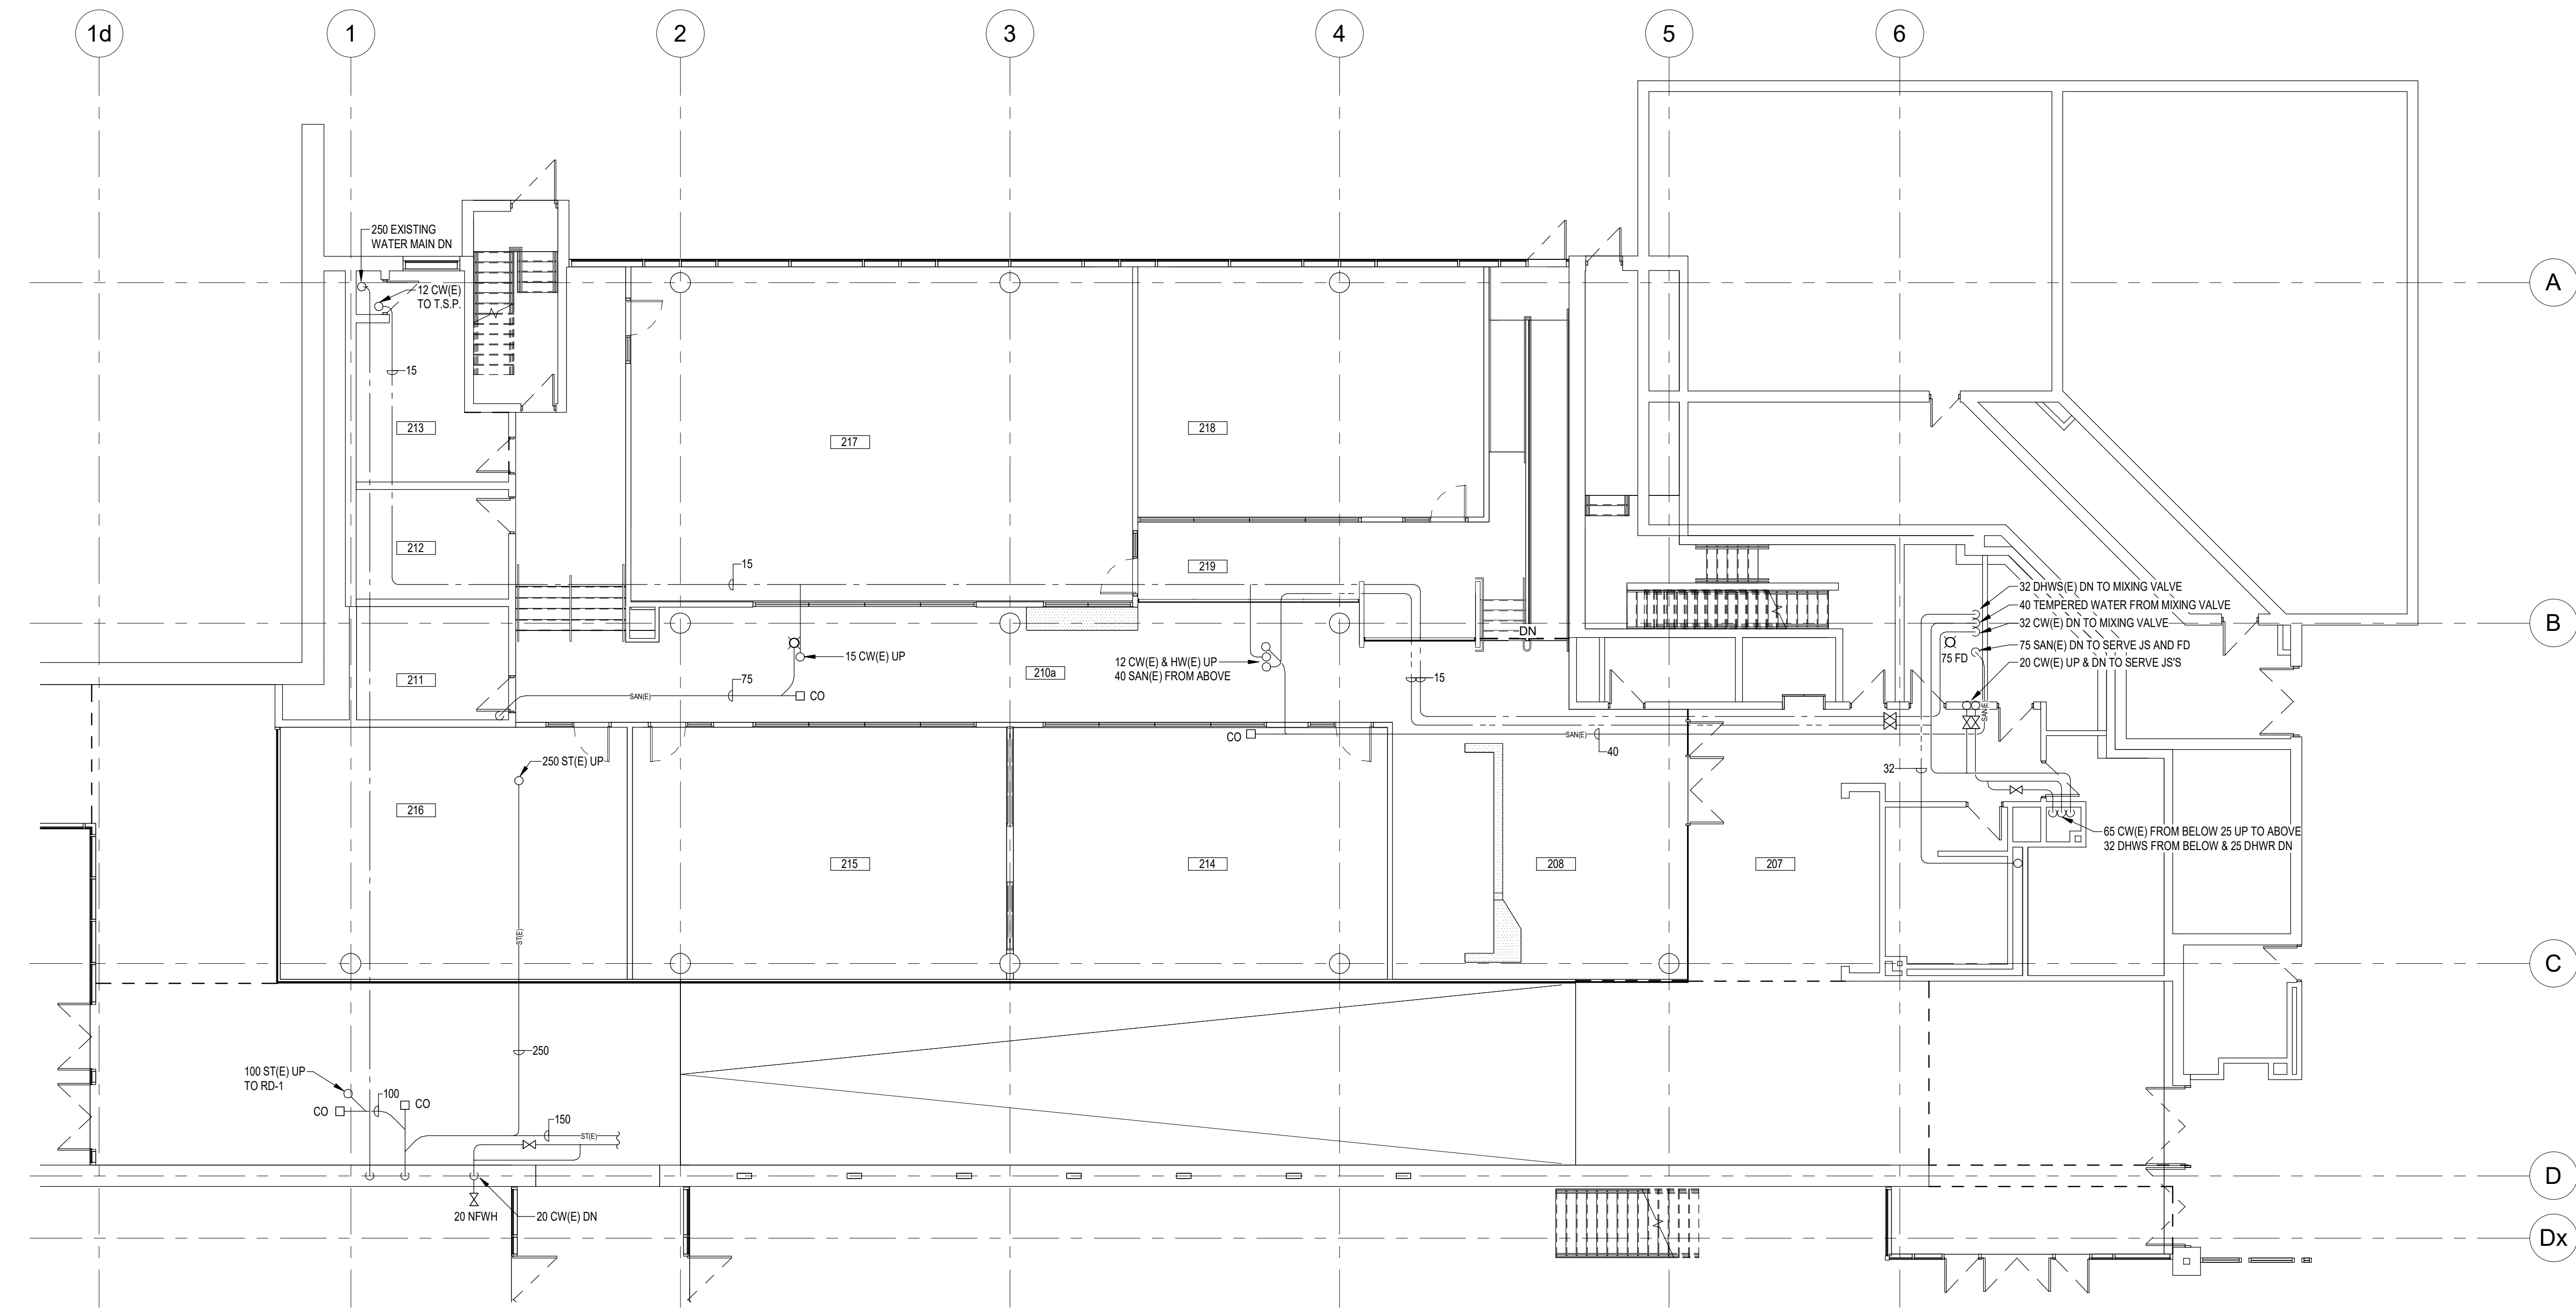 1d
1
2
3
4
5
6
A
B
C
D
Dx
250 EXISTING
WATER MAIN DN
12 CW(E)
TO T.S.P.
15
213
212
211
217
218
219
15
15 CW(E) UP
75
SAN(E)
CO
210a
12 CW(E) & HW(E) UP
40 SAN(E) FROM ABOVE
15
DN
32 DHWS(E) DN TO MIXING VALVE
40 TEMPERED WATER FROM MIXING VALVE
32 CW(E) DN TO MIXING VALVE
75 SAN(E) DN TO SERVE JS AND FD
20 CW(E) UP & DN TO SERVE JS'S
75 FD
SAN(E)
CO
SAN(E)
40
32
250 ST(E) UP
216
215
214
208
207
65 CW(E) FROM BELOW 25 UP TO ABOVE
32 DHWS FROM BELOW & 25 DHWR DN
ST(E)
250
100 ST(E) UP
TO RD-1
100
CO
CO
150
ST(E)
20 NFWH
20 CW(E) DN